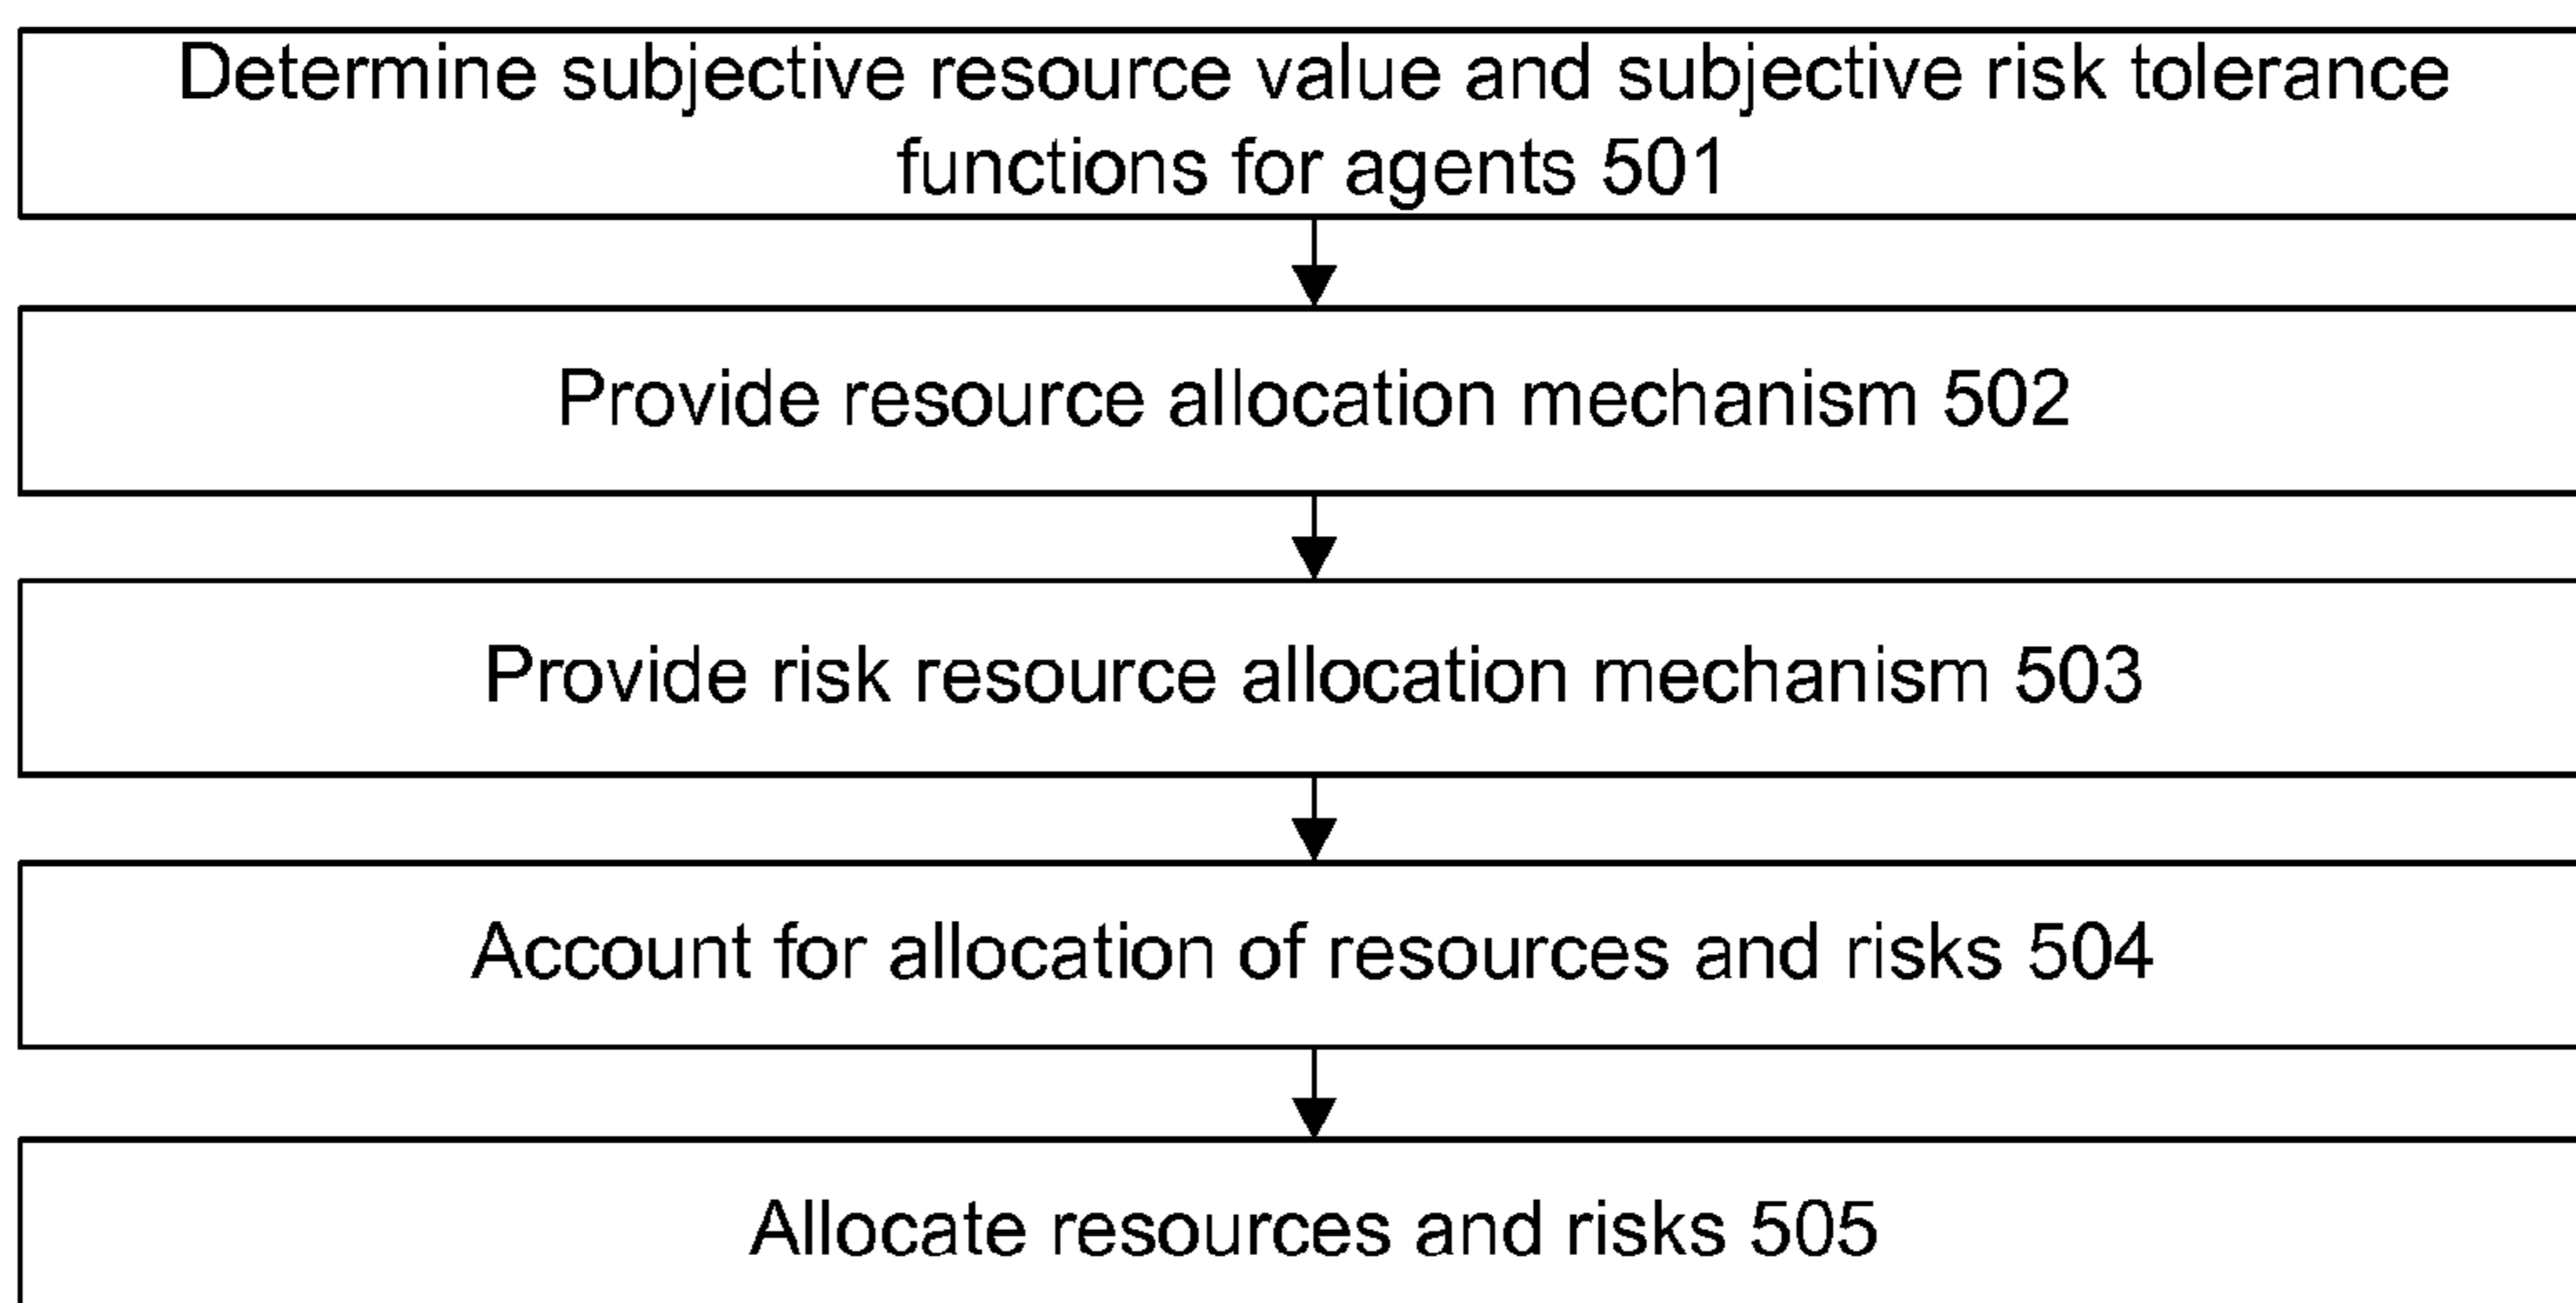 Determine subjective resource value and subjective risk tolerance
functions for agents 501
Provide resource allocation mechanism 502
Provide risk resource allocation mechanism 503
Account for allocation of resources and risks 504
Allocate resources and risks 505